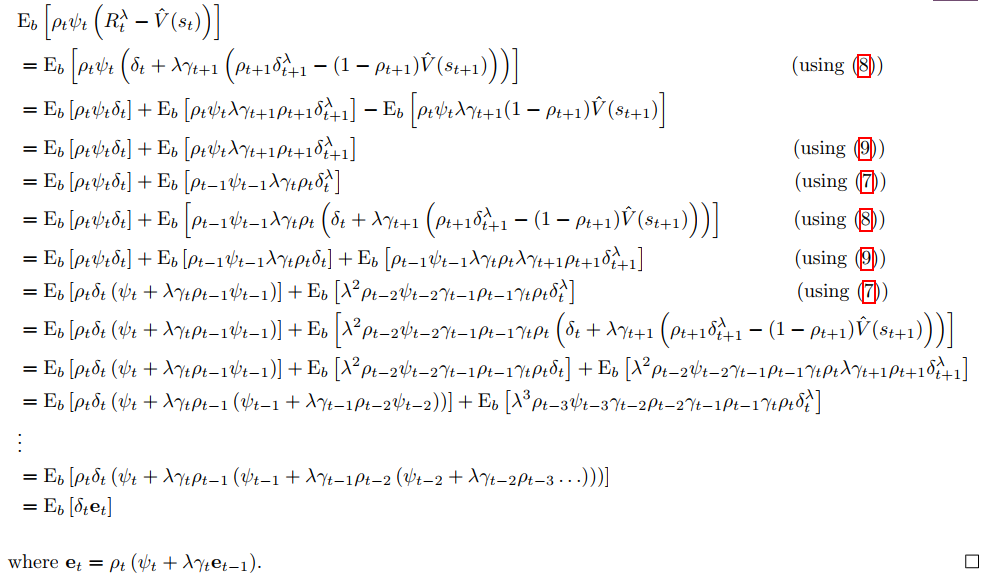 E_b [ρ_t ψ_t (R_t^λ − V̂(s_t))]
= E_b [ρ_t ψ_t (δ_t + λγ_{t+1} (ρ_{t+1} δ_{t+1}^λ − (1 − ρ_{t+1}) V̂(s_{t+1})))] (using (8))
= E_b [ρ_t ψ_t δ_t] + E_b [ρ_t ψ_t λγ_{t+1} ρ_{t+1} δ_{t+1}^λ] − E_b [ρ_t ψ_t λγ_{t+1} (1 − ρ_{t+1}) V̂(s_{t+1})]
= E_b [ρ_t ψ_t δ_t] + E_b [ρ_t ψ_t λγ_{t+1} ρ_{t+1} δ_{t+1}^λ] (using (9))
= E_b [ρ_t ψ_t δ_t] + E_b [ρ_{t−1} ψ_{t−1} λγ_t ρ_t δ_t^λ] (using (7))
= E_b [ρ_t ψ_t δ_t] + E_b [ρ_{t−1} ψ_{t−1} λγ_t ρ_t (δ_t + λγ_{t+1} (ρ_{t+1} δ_{t+1}^λ − (1 − ρ_{t+1}) V̂(s_{t+1})))] (using (8))
= E_b [ρ_t ψ_t δ_t] + E_b [ρ_{t−1} ψ_{t−1} λγ_t ρ_t δ_t] + E_b [ρ_{t−1} ψ_{t−1} λγ_t ρ_t λγ_{t+1} ρ_{t+1} δ_{t+1}^λ] (using (9))
= E_b [ρ_t δ_t (ψ_t + λγ_t ρ_{t−1} ψ_{t−1})] + E_b [λ² ρ_{t−2} ψ_{t−2} γ_{t−1} ρ_{t−1} γ_t ρ_t δ_t^λ] (using (7))
= E_b [ρ_t δ_t (ψ_t + λγ_t ρ_{t−1} ψ_{t−1})] + E_b [λ² ρ_{t−2} ψ_{t−2} γ_{t−1} ρ_{t−1} γ_t ρ_t (δ_t + λγ_{t+1} (ρ_{t+1} δ_{t+1}^λ − (1 − ρ_{t+1}) V̂(s_{t+1})))]
= E_b [ρ_t δ_t (ψ_t + λγ_t ρ_{t−1} ψ_{t−1})] + E_b [λ² ρ_{t−2} ψ_{t−2} γ_{t−1} ρ_{t−1} γ_t ρ_t δ_t] + E_b [λ² ρ_{t−2} ψ_{t−2} γ_{t−1} ρ_{t−1} γ_t ρ_t λγ_{t+1} ρ_{t+1} δ_{t+1}^λ]
= E_b [ρ_t δ_t (ψ_t + λγ_t ρ_{t−1} (ψ_{t−1} + λγ_{t−1} ρ_{t−2} ψ_{t−2}))] + E_b [λ³ ρ_{t−3} ψ_{t−3} γ_{t−2} ρ_{t−2} γ_{t−1} ρ_{t−1} γ_t ρ_t δ_t^λ]
⋮
= E_b [ρ_t δ_t (ψ_t + λγ_t ρ_{t−1} (ψ_{t−1} + λγ_{t−1} ρ_{t−2} (ψ_{t−2} + λγ_{t−2} ρ_{t−3} …)))]
= E_b [δ_t e_t]
where e_t = ρ_t (ψ_t + λγ_t e_{t−1}). □